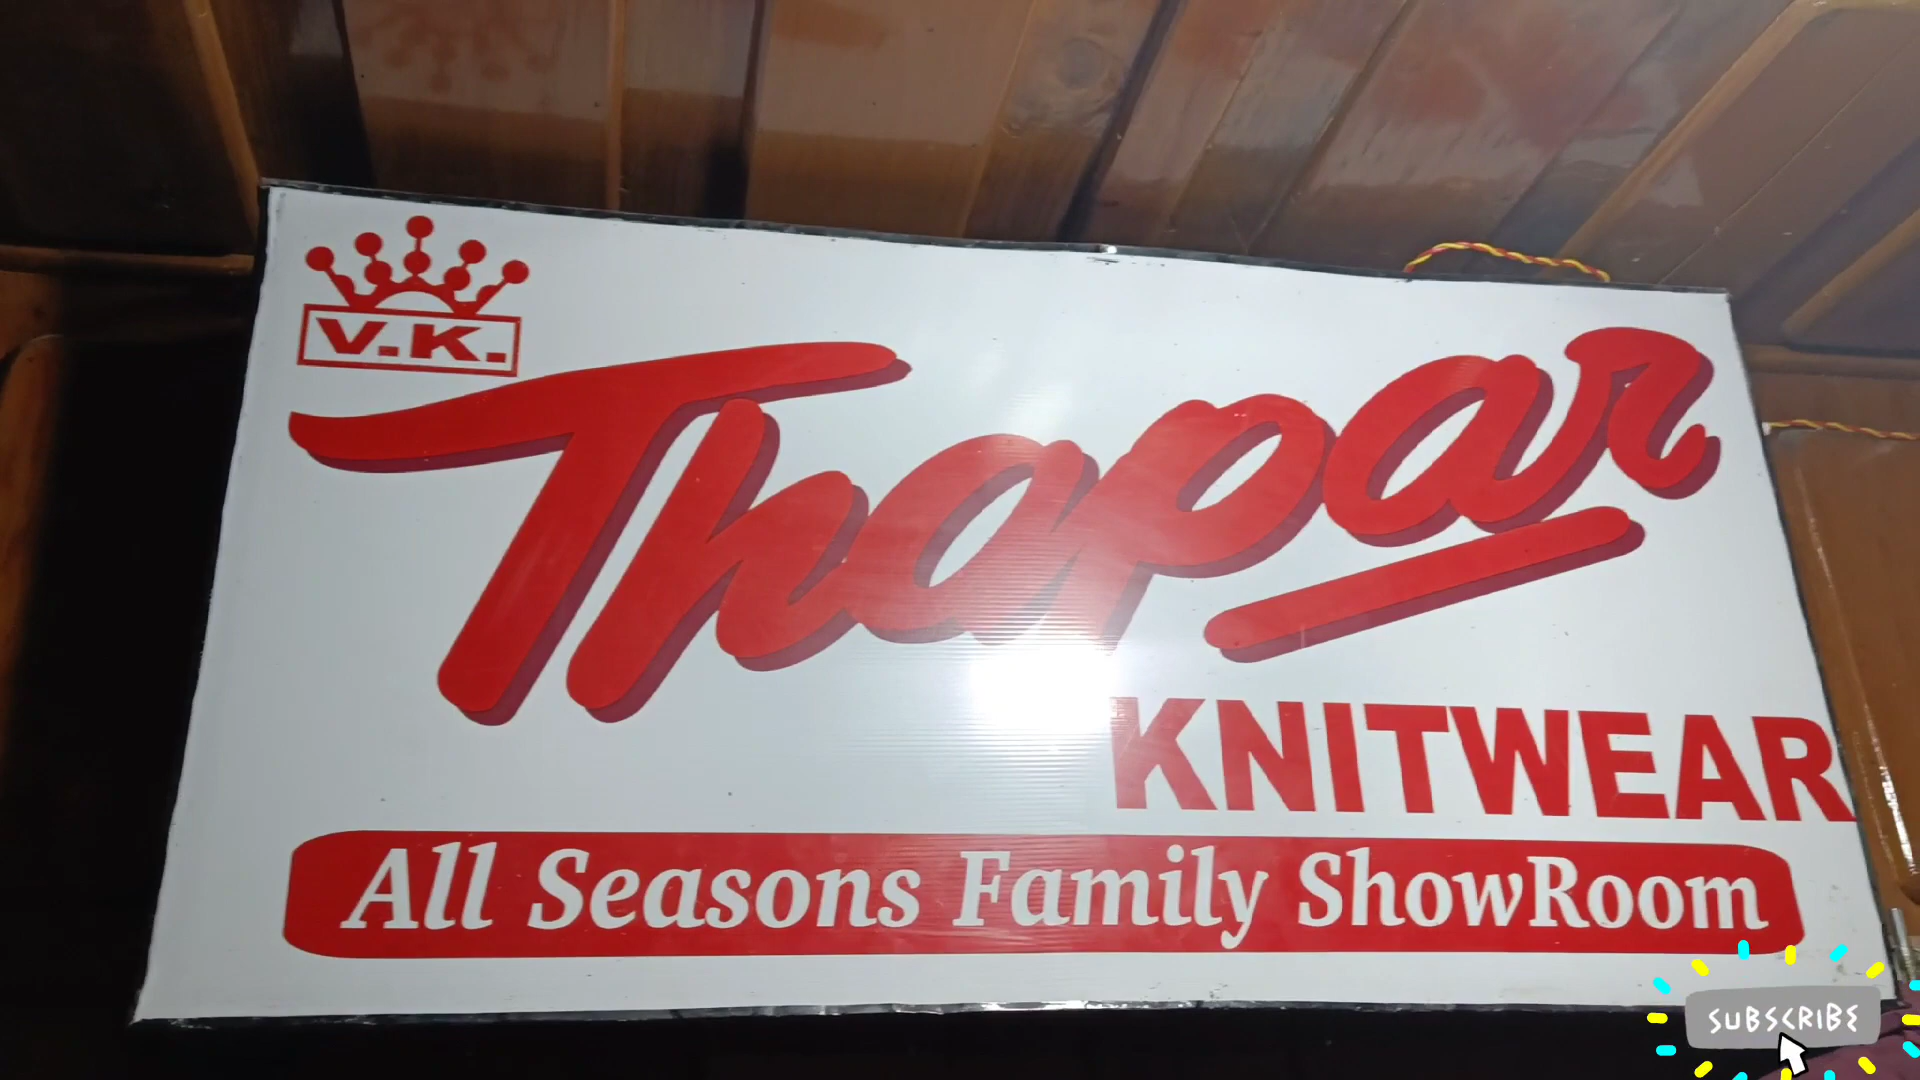 V.K.
Thapar
KNITWEAR
All Seasons Family ShowRoom
SUBSCRIBE